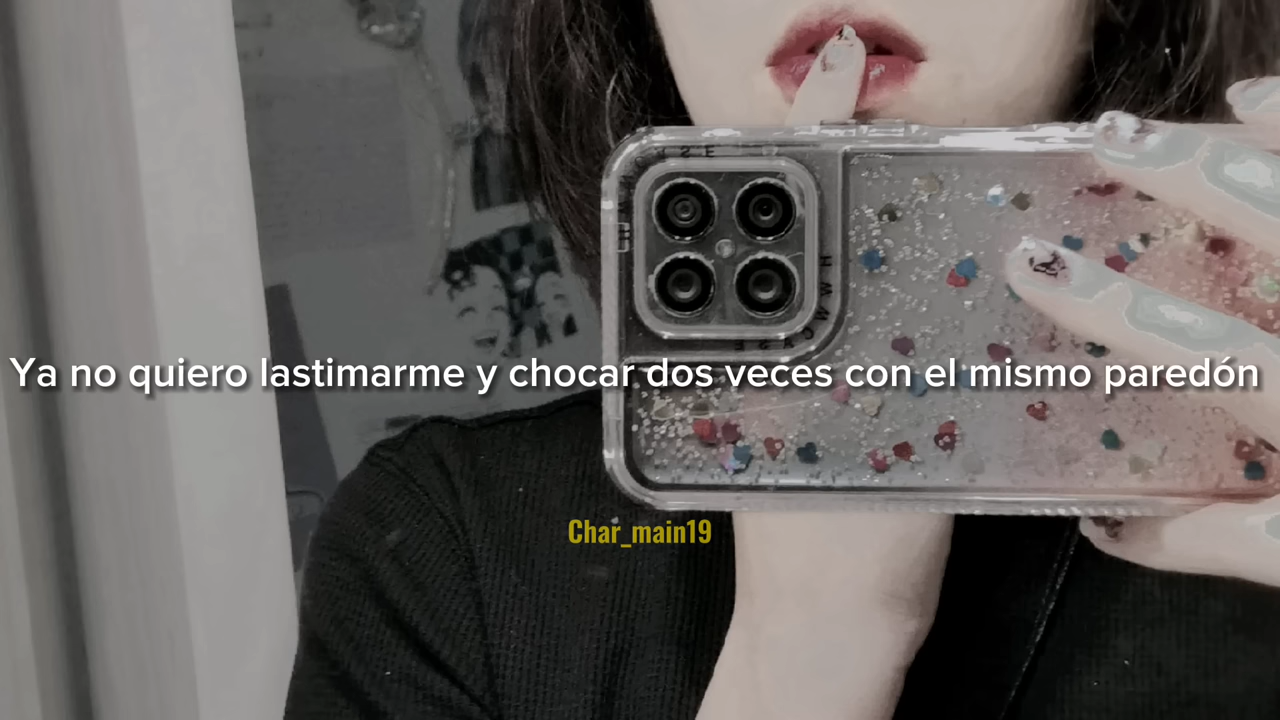 Ya no quiero lastimarme y chocar dos veces con el mismo paredón
Char_main19